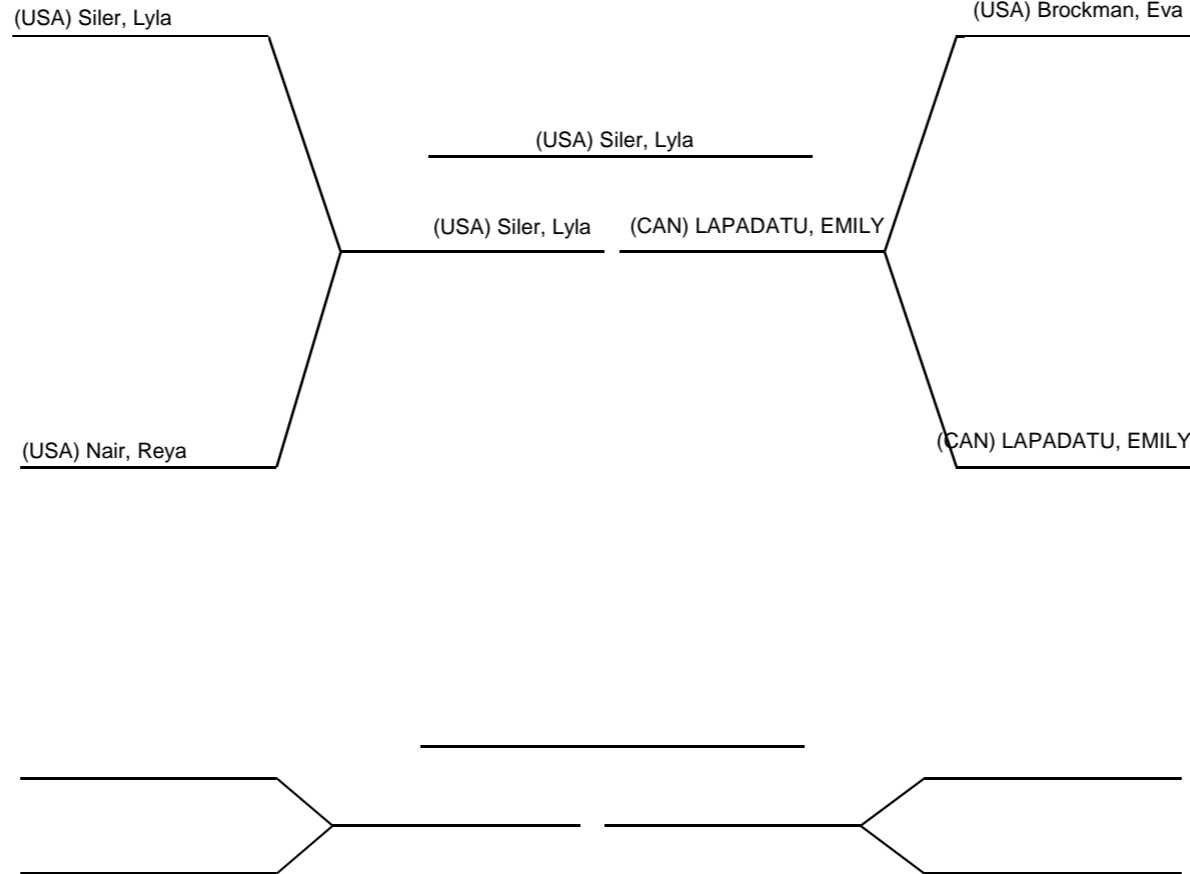 (USA) Siler, Lyla
(USA) Brockman, Eva
(USA) Siler, Lyla
(USA) Siler, Lyla
(CAN) LAPADATU, EMILY
(USA) Nair, Reya
(CAN) LAPADATU, EMILY